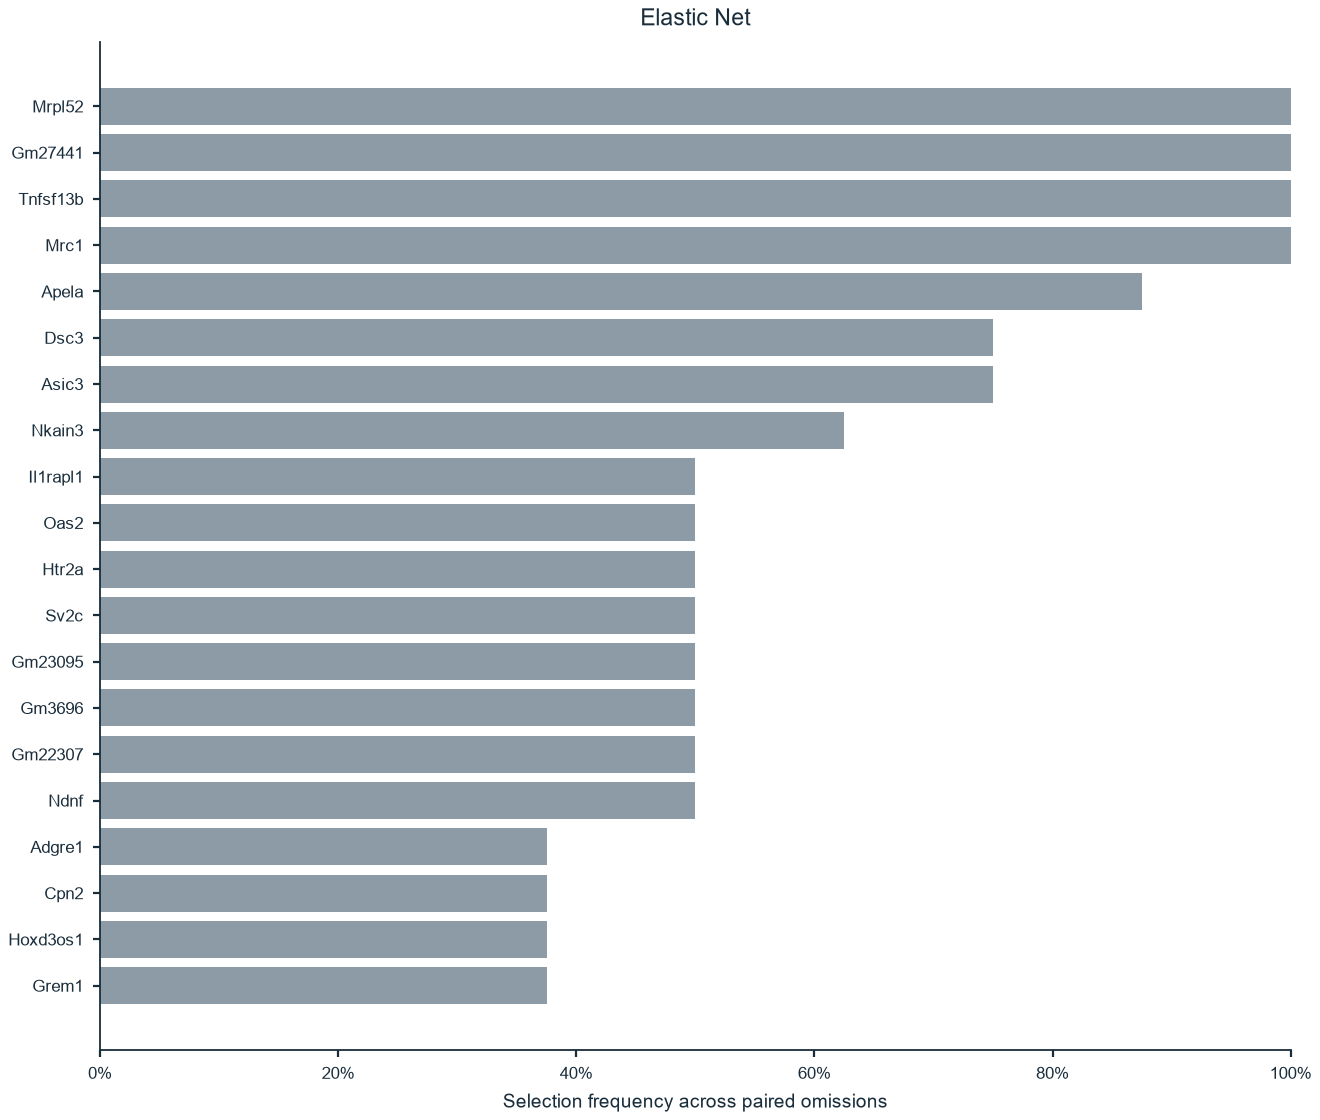 Elastic Net
Mrpl52
Gm27441
Tnfsf13b
Mrc1
Apela
Dsc3
Asic3
Nkain3
Il1rapl1
Oas2
Htr2a
Sv2c
Gm23095
Gm3696
Gm22307
Ndnf
Adgre1
Cpn2
Hoxd3os1
Grem1
0% 20% 40% 60% 80% 100%
Selection frequency across paired omissions